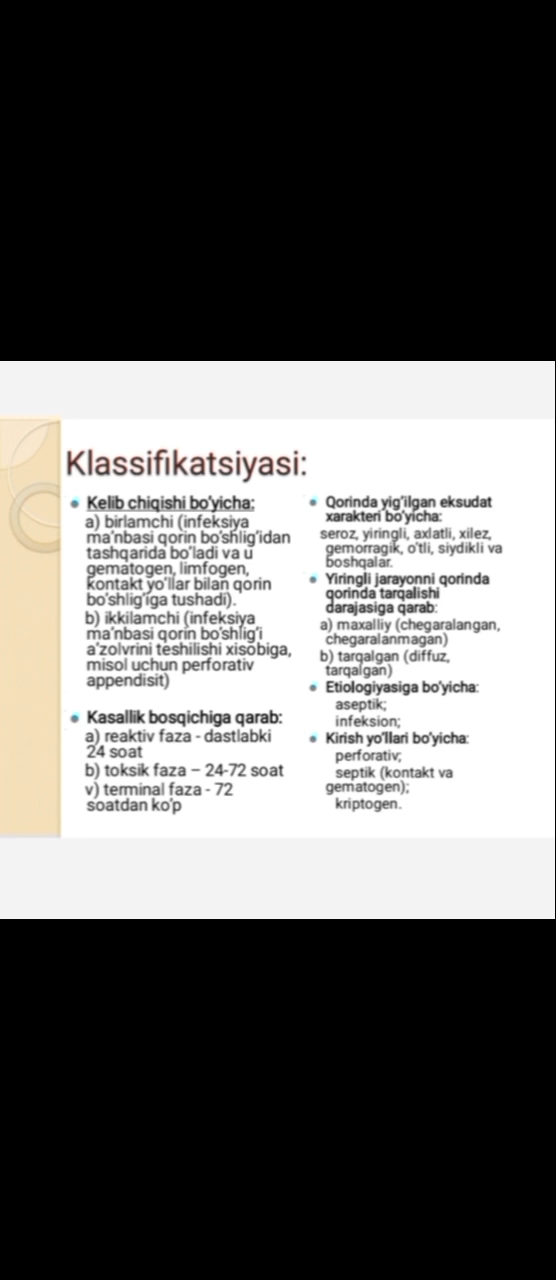 Klassifikatsiyasi:
Kelib chiqishi bo'yicha:
a) birlamchi (infeksiya
ma'nbasi qorin bo'shlig'idan
tashqarida bo'ladi va u
gematogen, limfogen,
kontakt yo'llar bilan qorin
bo'shlig'iga tushadi).
b) ikkilamchi (infeksiya
ma'nbasi qorin bo'shlig'i
a'zolvrini teshilishi xisobiga,
misol uchun perforativ
appendisit)
Kasallik bosqichiga qarab:
a) reaktiv faza - dastlabki
24 soat
b) toksik faza – 24-72 soat
v) terminal faza - 72
soatdan ko'p
Qorinda yig'ilgan eksudat
xarakteri bo'yicha:
seroz, yiringli, axlatli, xilez,
gemorragik, o'tli, siydikli va
boshqalar.
Yiringli jarayonni qorinda
qorinda tarqalishi
darajasiga qarab:
a) maxalliy (chegaralangan,
chegaralanmagan)
b) tarqalgan (diffuz,
tarqalgan)
Etiologiyasiga bo'yicha:
aseptik;
infeksion;
Kirish yo'llari bo'yicha:
perforativ;
septik (kontakt va
gematogen);
kriptogen.